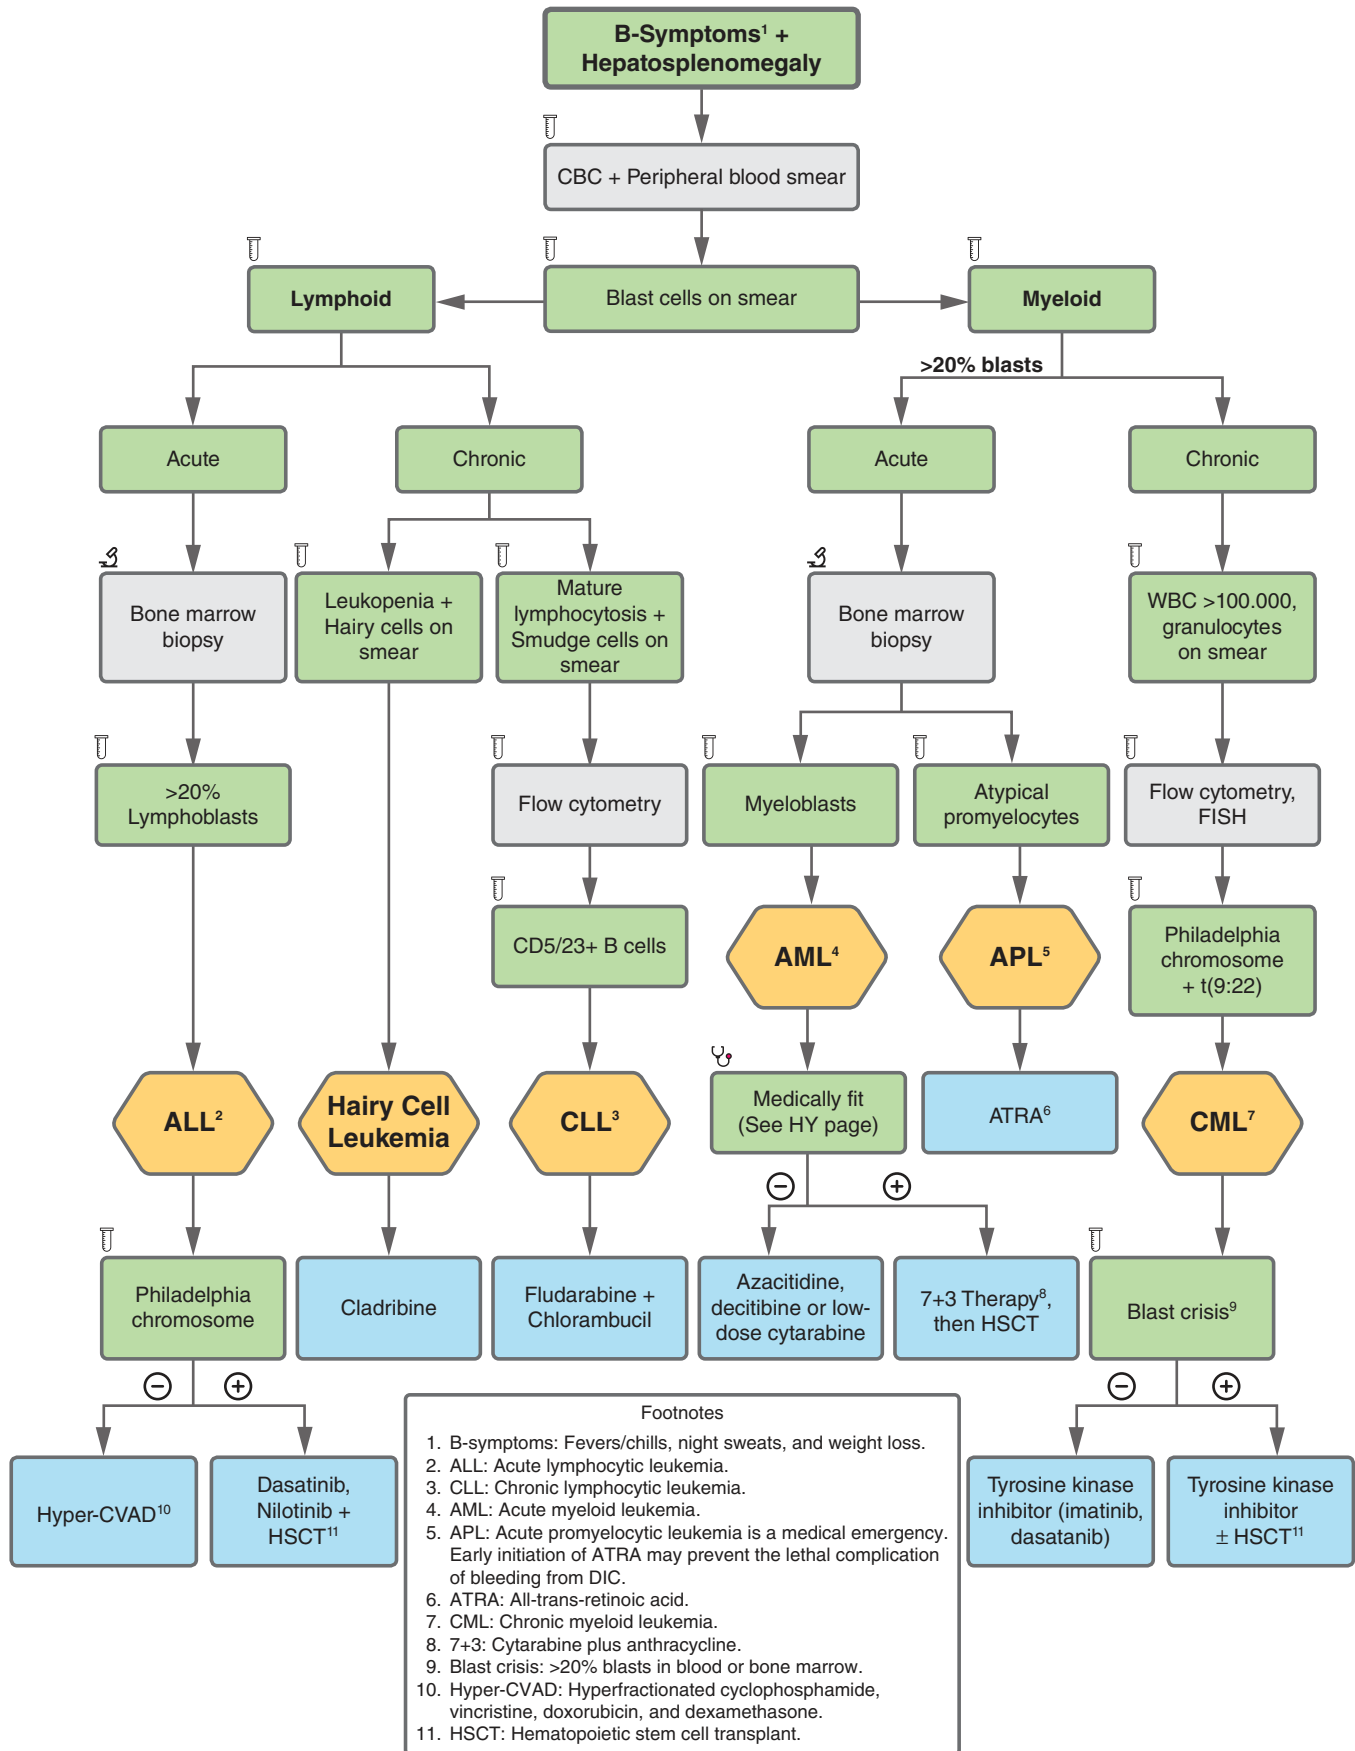 B-Symptoms¹ +
Hepatosplenomegaly
CBC + Peripheral blood smear
Lymphoid
Blast cells on smear
Myeloid
>20% blasts
Acute
Chronic
Acute
Chronic
Bone marrow
biopsy
Leukopenia +
Hairy cells on
smear
Mature
lymphocytosis +
Smudge cells on
smear
Bone marrow
biopsy
WBC >100.000,
granulocytes
on smear
>20%
Lymphoblasts
Flow cytometry
Myeloblasts
Atypical
promyelocytes
Flow cytometry,
FISH
CD5/23+ B cells
AML⁴
APL⁵
Philadelphia
chromosome
+ t(9:22)
ALL²
Hairy Cell
Leukemia
CLL³
Medically fit
(See HY page)
ATRA⁶
CML⁷
− +
Philadelphia
chromosome
Cladribine
Fludarabine +
Chlorambucil
Azacitidine,
decitibine or low-
dose cytarabine
7+3 Therapy⁸,
then HSCT
Blast crisis⁹
− +
− +
Hyper-CVAD¹⁰
Dasatinib,
Nilotinib +
HSCT¹¹
Tyrosine kinase
inhibitor (imatinib,
dasatanib)
Tyrosine kinase
inhibitor
± HSCT¹¹
Footnotes
1. B-symptoms: Fevers/chills, night sweats, and weight loss.
2. ALL: Acute lymphocytic leukemia.
3. CLL: Chronic lymphocytic leukemia.
4. AML: Acute myeloid leukemia.
5. APL: Acute promyelocytic leukemia is a medical emergency.
Early initiation of ATRA may prevent the lethal complication
of bleeding from DIC.
6. ATRA: All-trans-retinoic acid.
7. CML: Chronic myeloid leukemia.
8. 7+3: Cytarabine plus anthracycline.
9. Blast crisis: >20% blasts in blood or bone marrow.
10. Hyper-CVAD: Hyperfractionated cyclophosphamide,
vincristine, doxorubicin, and dexamethasone.
11. HSCT: Hematopoietic stem cell transplant.